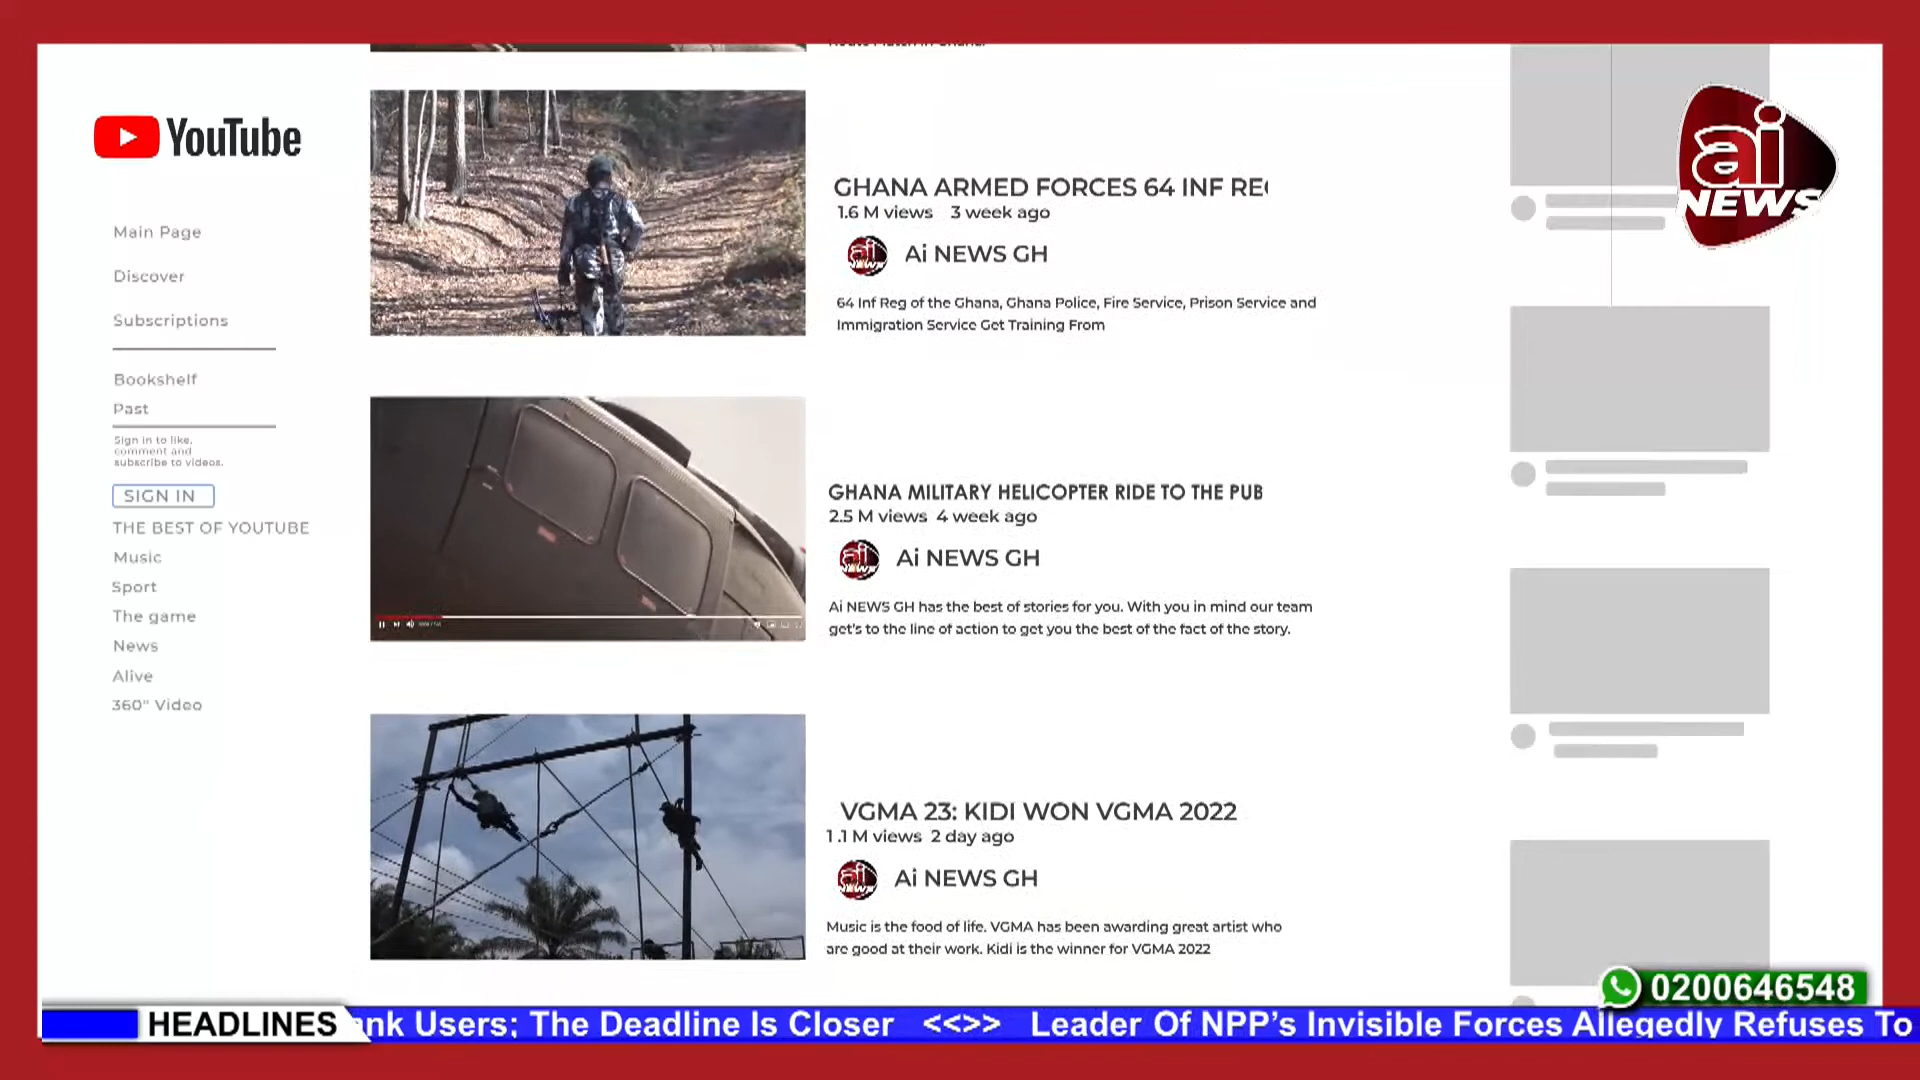 YouTube
Main Page
Discover
Subscriptions
Bookshelf
Past
Sign in to like,
comment and
subscribe to videos.
SIGN IN
THE BEST OF YOUTUBE
Music
Sport
The game
News
Alive
360" Video
GHANA ARMED FORCES 64 INF REG
1.6 M views 3 week ago
ai NEWS
Ai NEWS GH
64 Inf Reg of the Ghana, Ghana Police, Fire Service, Prison Service and
Immigration Service Get Training From
GHANA MILITARY HELICOPTER RIDE TO THE PUB
2.5 M views 4 week ago
ai NEWS
Ai NEWS GH
Ai NEWS GH has the best of stories for you. With you in mind our team
get's to the line of action to get you the best of the fact of the story.
VGMA 23: KIDI WON VGMA 2022
1.1 M views 2 day ago
ai NEWS
Ai NEWS GH
Music is the food of life. VGMA has been awarding great artist who
are good at their work. Kidi is the winner for VGMA 2022
ai
NEWS
0200646548
HEADLINES
ank Users; The Deadline Is Closer <<>> Leader Of NPP's Invisible Forces Allegedly Refuses To